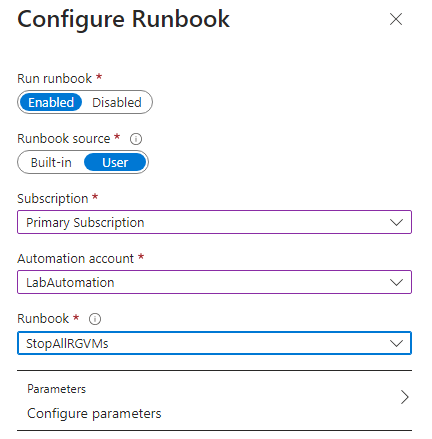 Configure Runbook
Run runbook *
Enabled Disabled
Runbook source *
Built-in User
Subscription *
Primary Subscription
Automation account *
LabAutomation
Runbook *
StopAllRGVMs
Parameters
Configure parameters